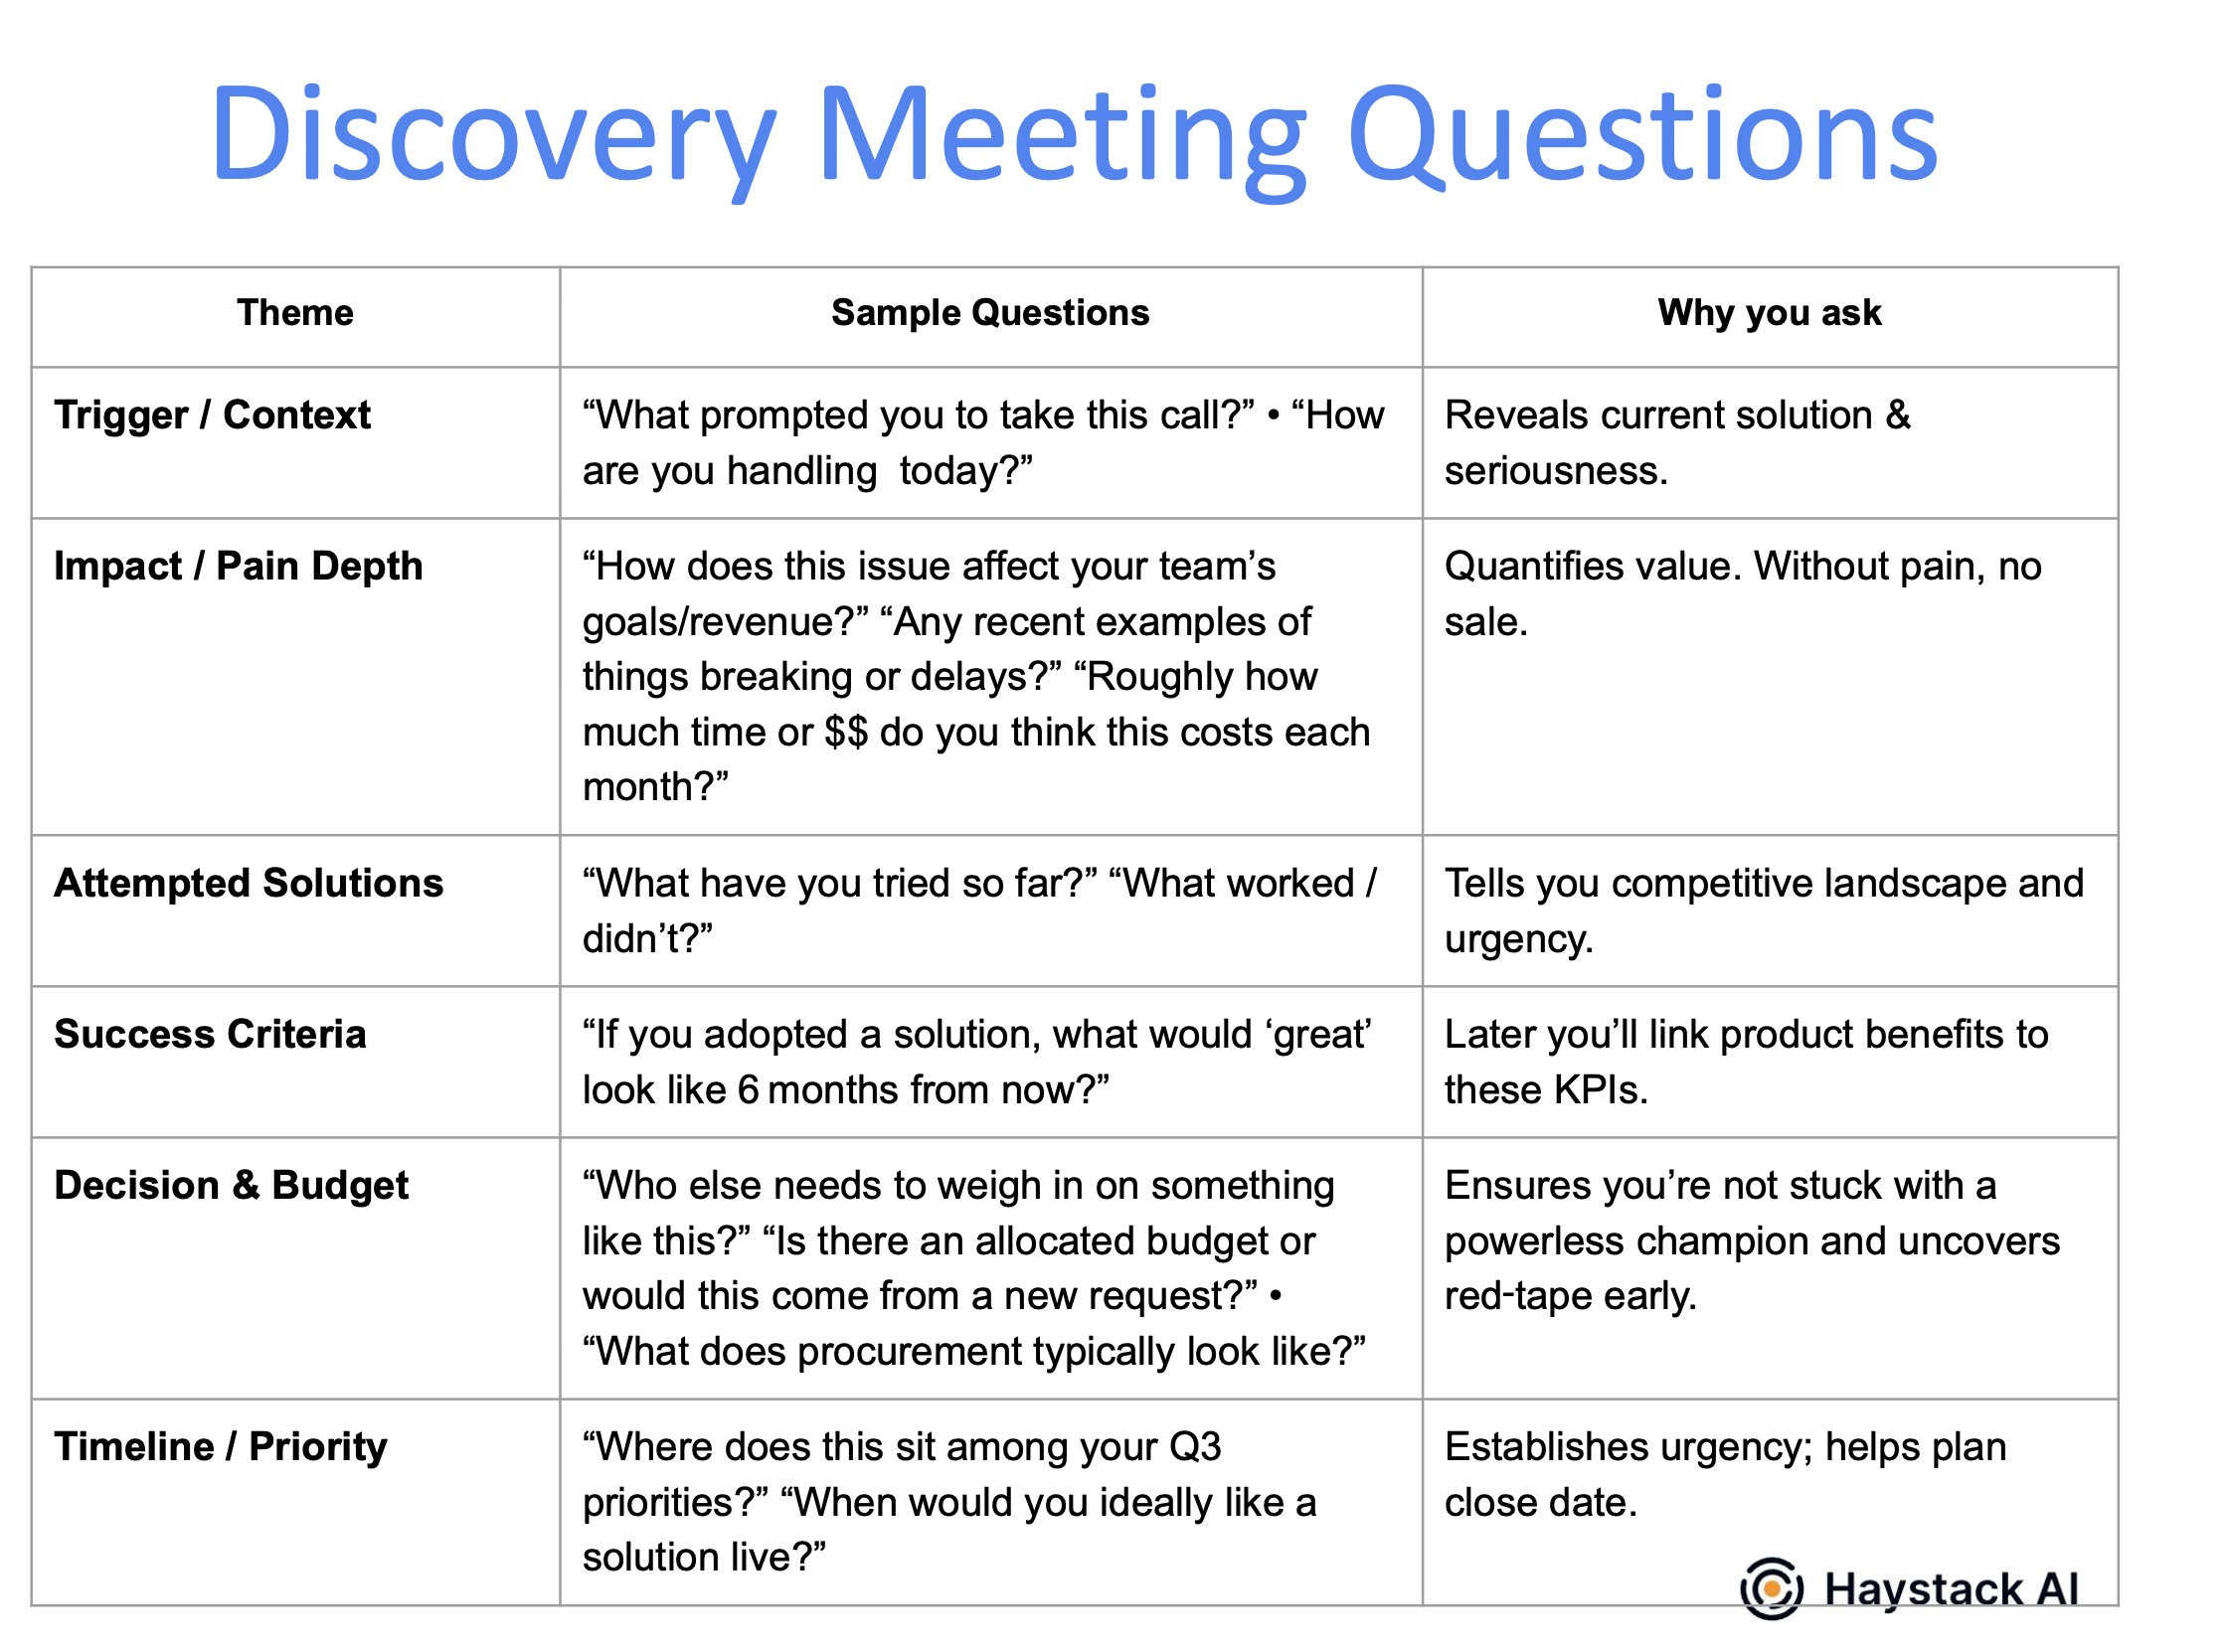 Discovery Meeting Questions
Theme
Sample Questions
Why you ask
Trigger / Context
“What prompted you to take this call?” • “How
are you handling  today?”
Reveals current solution &
seriousness.
Impact / Pain Depth
“How does this issue affect your team’s
goals/revenue?” “Any recent examples of
things breaking or delays?” “Roughly how
much time or $$ do you think this costs each
month?”
Quantifies value. Without pain, no
sale.
Attempted Solutions
“What have you tried so far?” “What worked /
didn’t?”
Tells you competitive landscape and
urgency.
Success Criteria
“If you adopted a solution, what would ‘great’
look like 6 months from now?”
Later you’ll link product benefits to
these KPIs.
Decision & Budget
“Who else needs to weigh in on something
like this?” “Is there an allocated budget or
would this come from a new request?” •
“What does procurement typically look like?”
Ensures you’re not stuck with a
powerless champion and uncovers
red-tape early.
Timeline / Priority
“Where does this sit among your Q3
priorities?” “When would you ideally like a
solution live?”
Establishes urgency; helps plan
close date.
Haystack AI